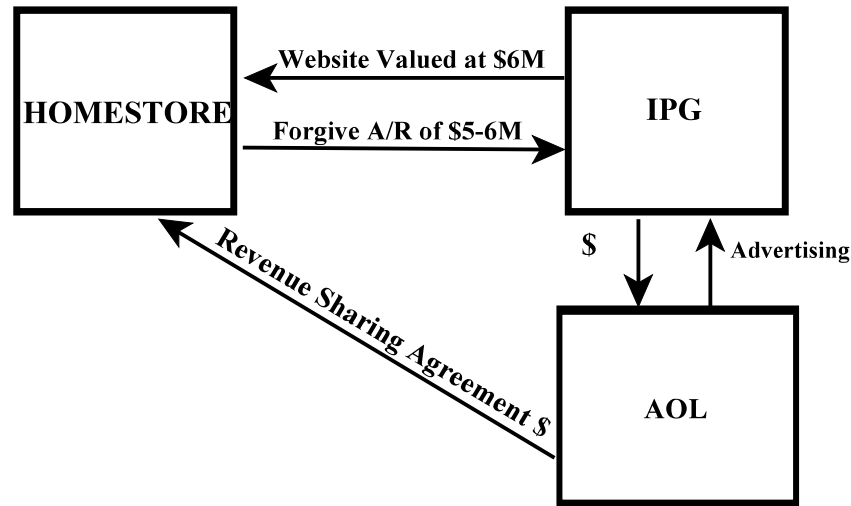 Website Valued at $6M
HOMESTORE
IPG
Forgive A/R of $5-6M
Revenue Sharing Agreement $
$
Advertising
AOL